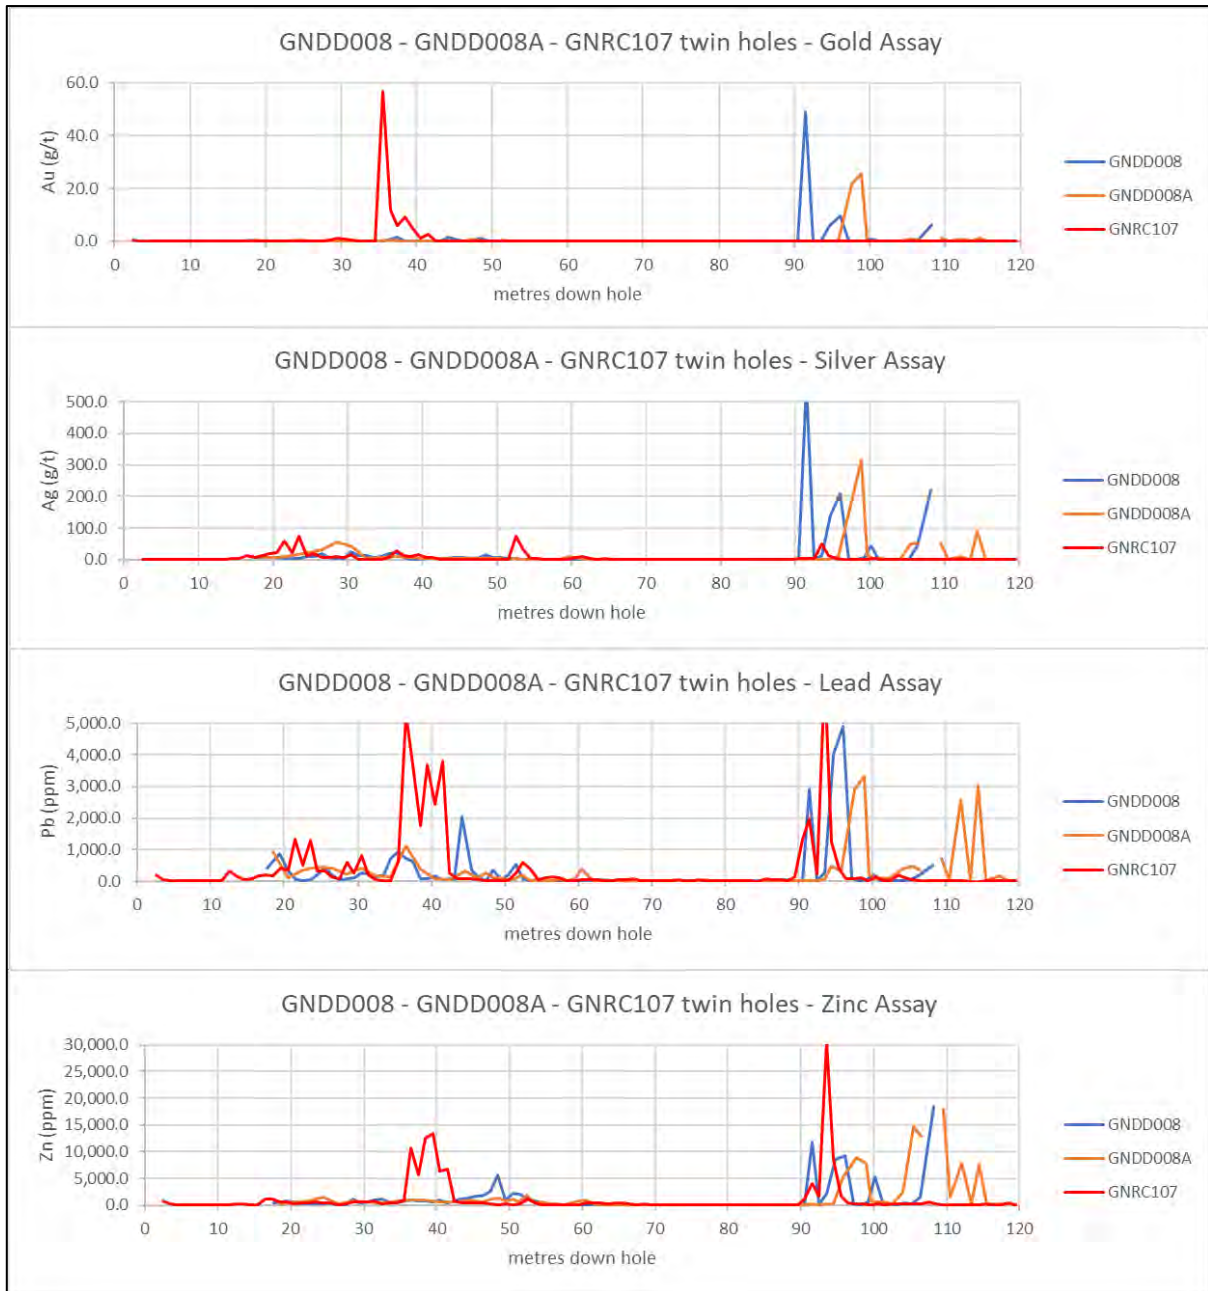 GNDD008 - GNDD008A - GNRC107 twin holes - Gold Assay
Au (g/t)
60.0
40.0
20.0
0.0
0 10 20 30 40 50 60 70 80 90 100 110 120
metres down hole
GNDD008
GNDD008A
GNRC107
GNDD008 - GNDD008A - GNRC107 twin holes - Silver Assay
Ag (g/t)
500.0
400.0
300.0
200.0
100.0
0.0
0 10 20 30 40 50 60 70 80 90 100 110 120
metres down hole
GNDD008
GNDD008A
GNRC107
GNDD008 - GNDD008A - GNRC107 twin holes - Lead Assay
Pb (ppm)
5,000.0
4,000.0
3,000.0
2,000.0
1,000.0
0.0
0 10 20 30 40 50 60 70 80 90 100 110 120
metres down hole
GNDD008
GNDD008A
GNRC107
GNDD008 - GNDD008A - GNRC107 twin holes - Zinc Assay
Zn (ppm)
30,000.0
25,000.0
20,000.0
15,000.0
10,000.0
5,000.0
0.0
0 10 20 30 40 50 60 70 80 90 100 110 120
metres down hole
GNDD008
GNDD008A
GNRC107